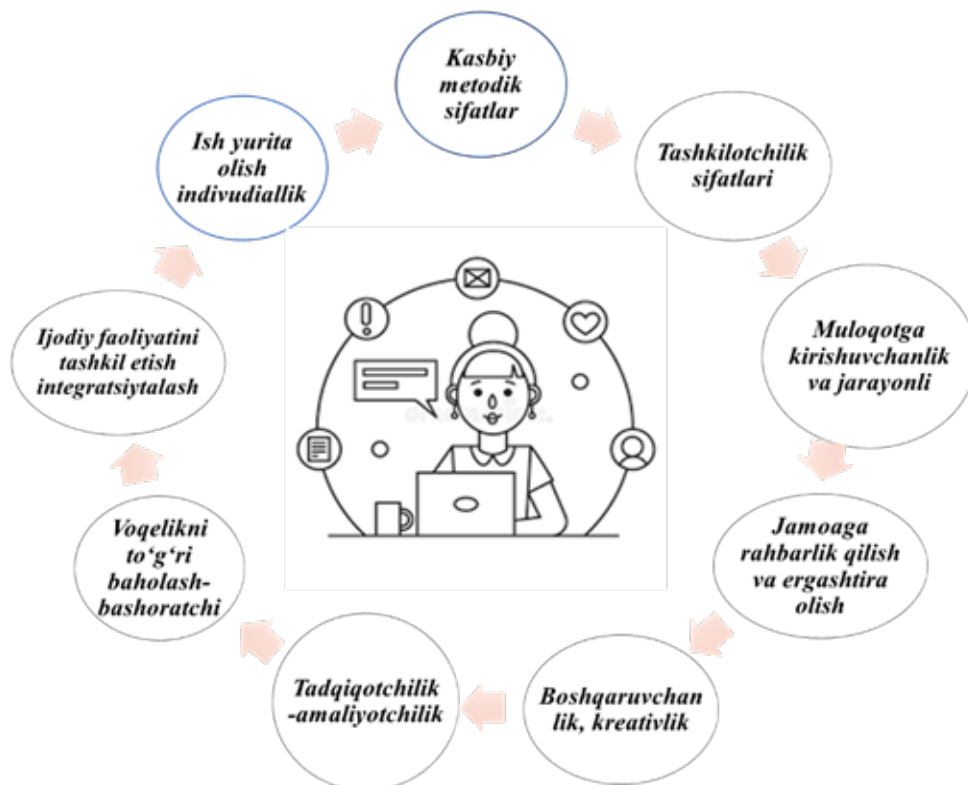 Kasbiy
metodik
sifatlar
Tashkilotchilik
sifatlari
Muloqotga
kirishuvchanlik
va jarayonli
Jamoaga
rahbarlik qilish
va ergashtira
olish
Boshqaruvchan
lik, kreativlik
Tadqiqotchilik
-amaliyotchilik
Voqelikni
to‘g‘ri
baholash-
bashoratchi
Ijodiy faoliyatini
tashkil etish
integratsiytalash
Ish yurita
olish
indivudiallik